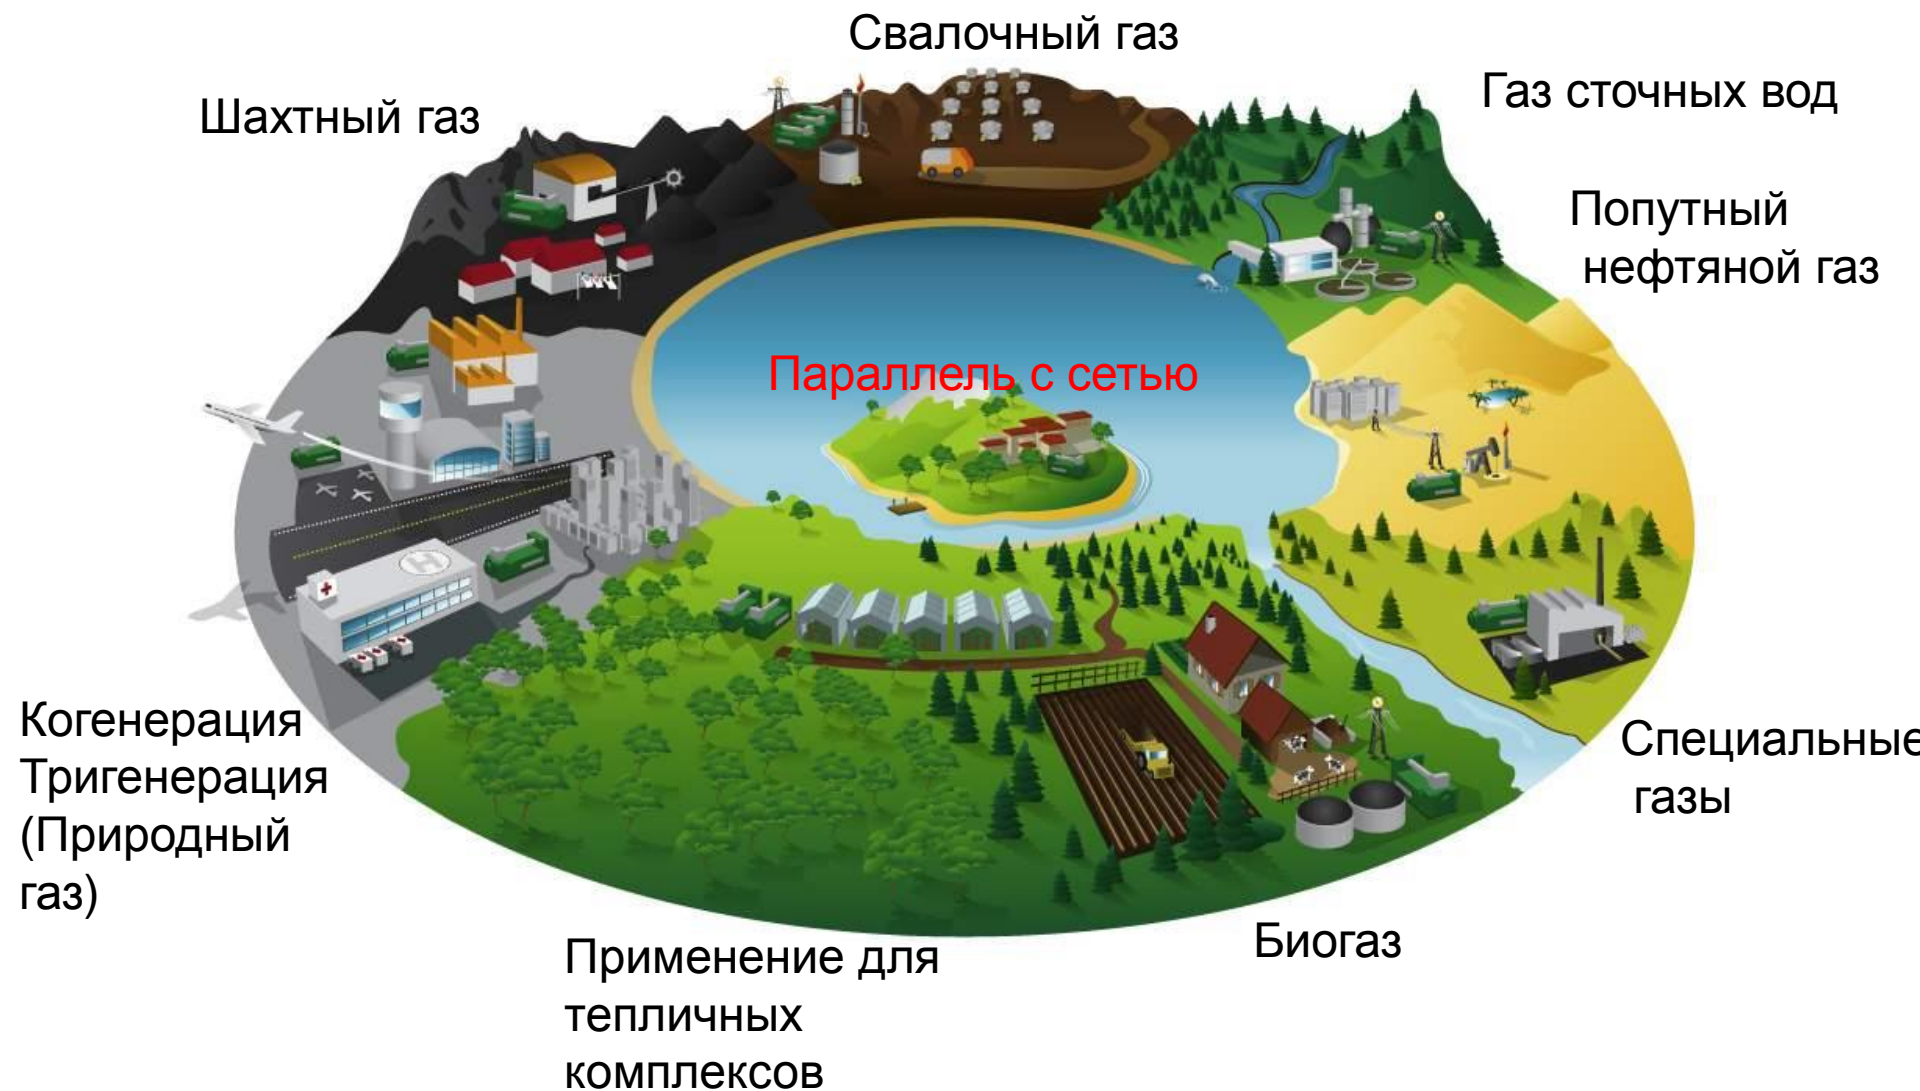 Свалочный газ
Шахтный газ
Газ сточных вод
Попутный
нефтяной газ
Параллель с сетью
Когенерация
Тригенерация
(Природный
газ)
Специальные
газы
Применение для
тепличных
комплексов
Биогаз
H